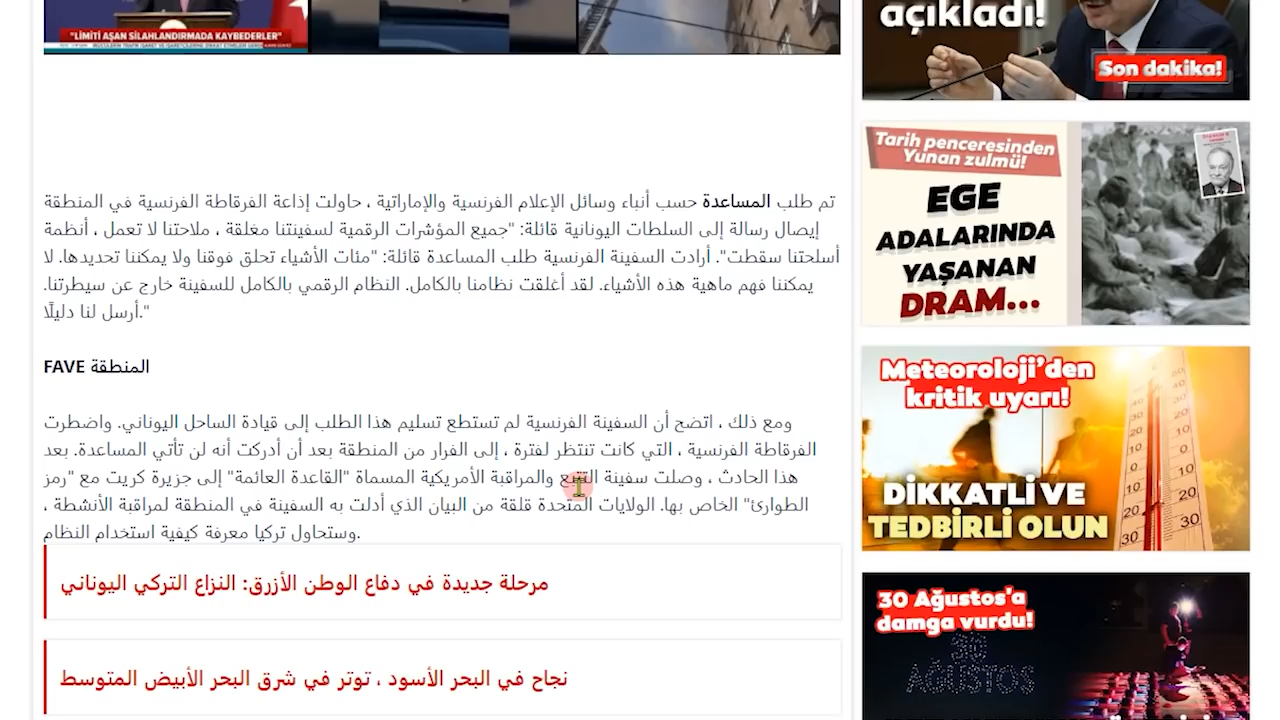 "LİMİTİ AŞAN SİLAHLANDIRMADA KAYBEDERLER"
تم طلب المساعدة حسب أنباء وسائل الإعلام الفرنسية والإماراتية ، حاولت إذاعة الفرقاطة الفرنسية في المنطقة
إيصال رسالة إلى السلطات اليونانية قائلة: "جميع المؤشرات الرقمية لسفينتنا مغلقة ، ملاحتنا لا تعمل ، أنظمة
أسلحتنا سقطت". أرادت السفينة الفرنسية طلب المساعدة قائلة: "مئات الأشياء تحلق فوقنا ولا يمكننا تحديدها. لا
يمكننا فهم ماهية هذه الأشياء. لقد أغلقت نظامنا بالكامل. النظام الرقمي بالكامل للسفينة خارج عن سيطرتنا.
أرسل لنا دليلًا."
المنطقة FAVE
ومع ذلك ، اتضح أن السفينة الفرنسية لم تستطع تسليم هذا الطلب إلى قيادة الساحل اليوناني. واضطرت
الفرقاطة الفرنسية ، التي كانت تنتظر لفترة ، إلى الفرار من المنطقة بعد أن أدركت أنه لن تأتي المساعدة. بعد
هذا الحادث ، وصلت سفينة التتبع والمراقبة الأمريكية المسماة "القاعدة العائمة" إلى جزيرة كريت مع "رمز
الطوارئ" الخاص بها. الولايات المتحدة قلقة من البيان الذي أدلت به السفينة في المنطقة لمراقبة الأنشطة ،
وستحاول تركيا معرفة كيفية استخدام النظام.
مرحلة جديدة في دفاع الوطن الأزرق: النزاع التركي اليوناني
نجاح في البحر الأسود ، توتر في شرق البحر الأبيض المتوسط
açıkladı!
Son dakika!
Tarih penceresinden
Yunan zulmü!
EGE
ADALARINDA
YAŞANAN
DRAM...
Meteoroloji'den
kritik uyarı!
DİKKATLİ VE
TEDBİRLİ OLUN
30 Ağustos'a
damga vurdu!
30
AĞUSTOS